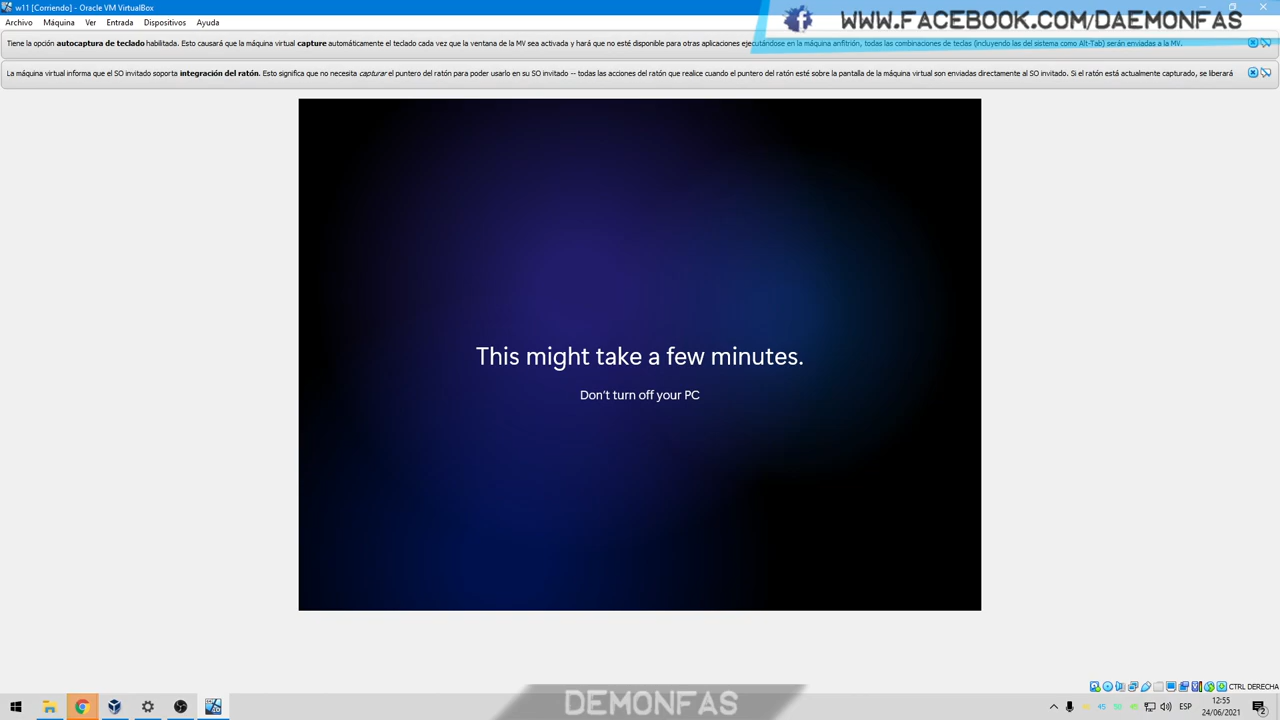 w11 [Corriendo] - Oracle VM VirtualBox
WWW.FACEBOOK.COM/DAEMONFAS
Archivo Máquina Ver Entrada Dispositivos Ayuda
Tiene la opción autocaptura de teclado habilitada. Esto causará que la máquina virtual capture automáticamente el teclado cada vez que la ventana de la MV sea activada y hará que no esté disponible para otras aplicaciones ejecutándose en la máquina anfitrión, todas las combinaciones de teclas (incluyendo las del sistema como Alt-Tab) serán enviadas a la MV.
La máquina virtual informa que el SO invitado soporta integración del ratón. Esto significa que no necesita capturar el puntero del ratón para poder usarlo en su SO invitado -- todas las acciones del ratón que realice cuando el puntero del ratón esté sobre la pantalla de la máquina virtual son enviadas directamente al SO invitado. Si el ratón está actualmente capturado, se liberará
This might take a few minutes.
Don't turn off your PC
CTRL DERECHA
DEMONFAS
45 ESP 12:55
24/06/2021
2